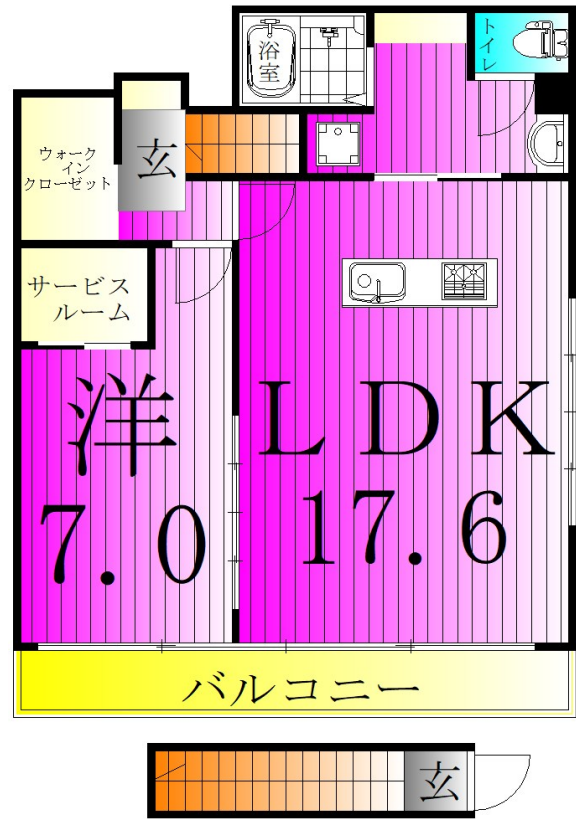 浴
室
トイレ
ウォーク
イン
クローゼット
玄
サービス
ルーム
洋
7.0
LDK
17.6
バルコニー
玄